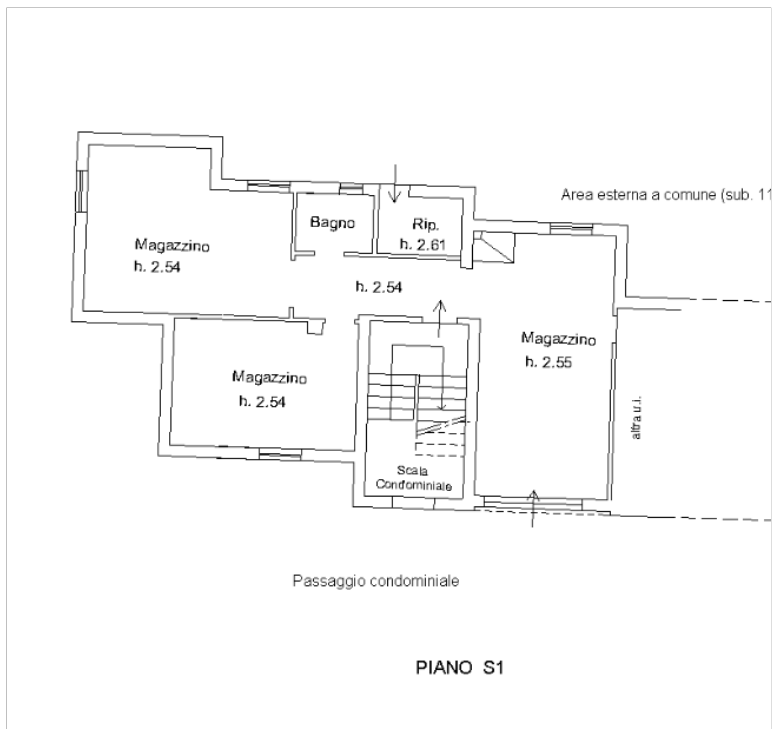 Area esterna a comune (sub. 11
Bagno
Rip.
h. 2.61
Magazzino
h. 2.54
h. 2.54
Magazzino
h. 2.55
Magazzino
h. 2.54
altra u.i.
Scala
Condominiale
Passaggio condominiale
PIANO S1